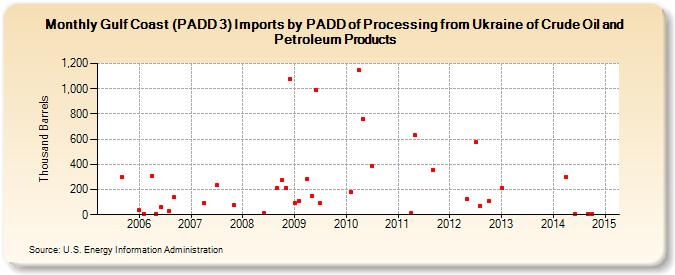 Monthly Gulf Coast (PADD 3) Imports by PADD of Processing from Ukraine of Crude Oil and
Petroleum Products
Thousand Barrels
1,200
1,000
800
600
400
200
0
2006 2007 2008 2009 2010 2011 2012 2013 2014 2015
Source: U.S. Energy Information Administration